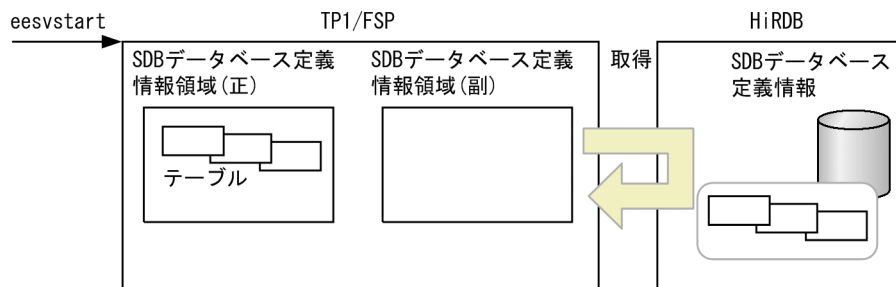 eesvstart
TP1/FSP
HiRDB
SDBデータベース定義
情報領域(正)
テーブル
SDBデータベース定義
情報領域(副)
取得
SDBデータベース
定義情報